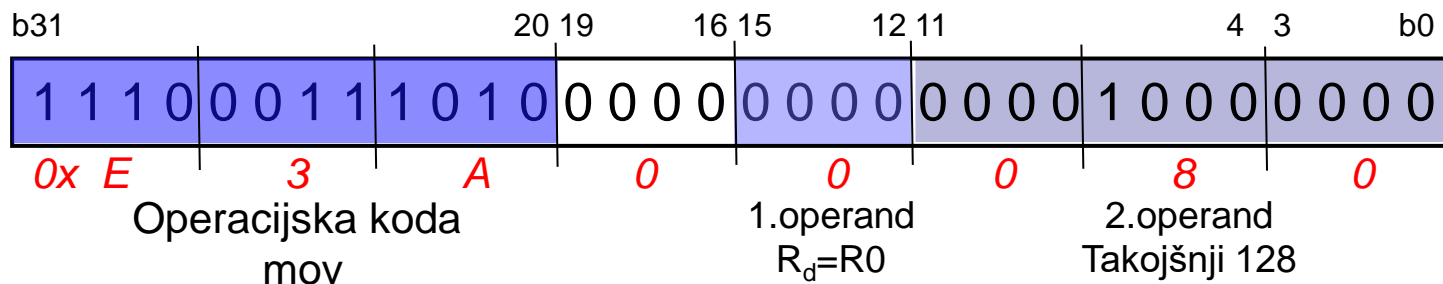 b31 20 19 16 15 12 11 4 3 b0
1 1 1 0 0 0 1 1 1 0 1 0 0 0 0 0 0 0 0 0 0 0 0 0 1 0 0 0 0 0 0 0
0x E 3 A 0 0 0 8 0
Operacijska koda 1.operand 2.operand
mov Rd=R0 Takojšnji 128